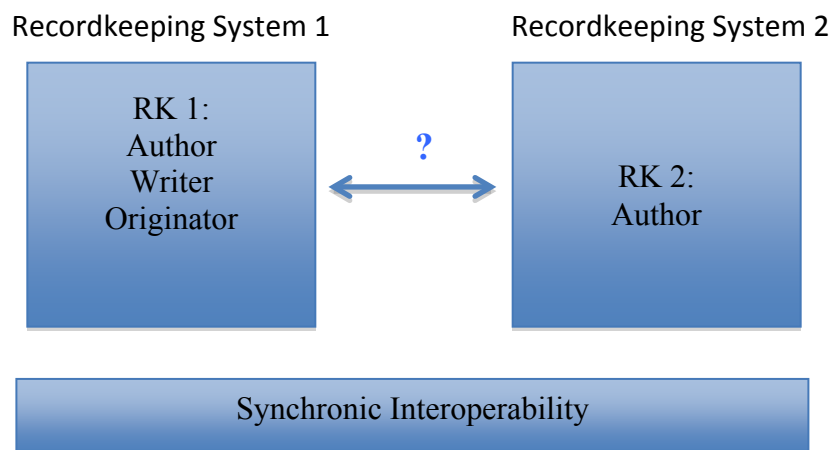 Recordkeeping System 1
Recordkeeping System 2
RK 1:
Author
Writer
Originator
?
RK 2:
Author
Synchronic Interoperability